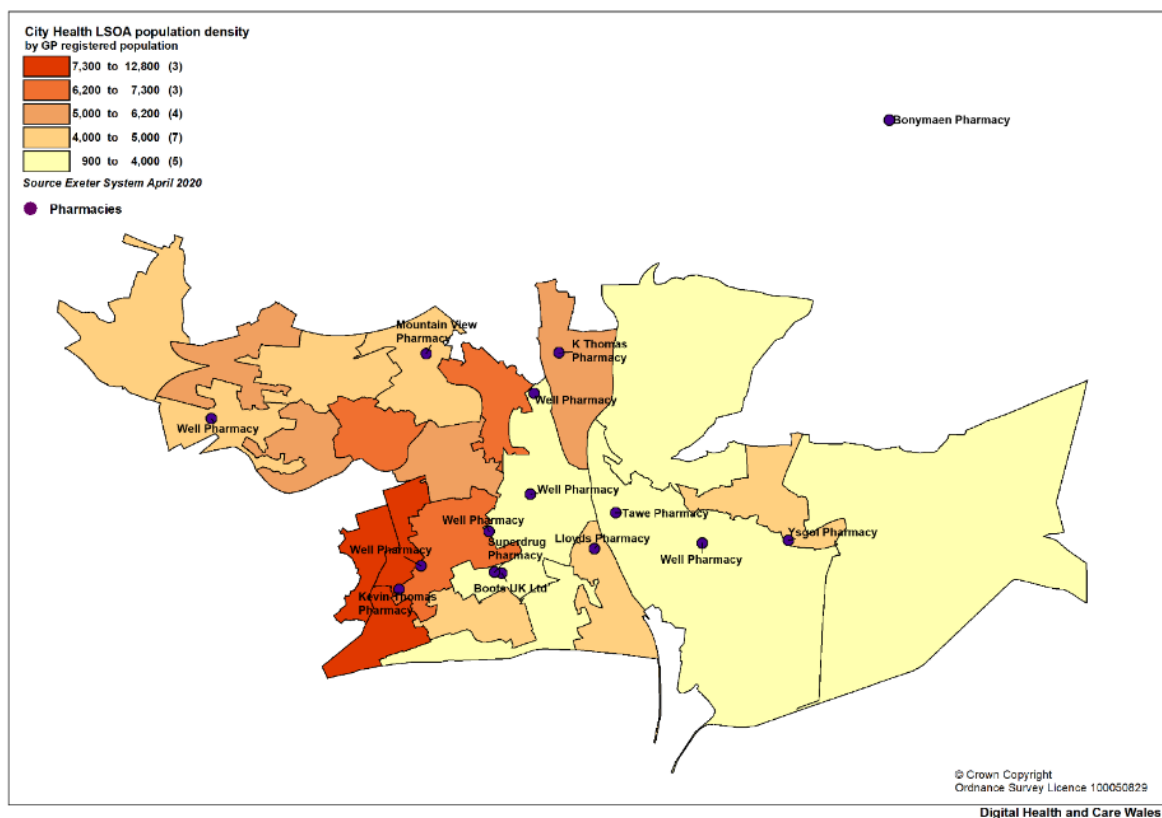 City Health LSOA population density
by GP registered population
7,300 to 12,800 (3)
6,200 to 7,300 (3)
5,000 to 6,200 (4)
4,000 to 5,000 (7)
900 to 4,000 (5)
Source Exeter System April 2020
Pharmacies
Bonymaen Pharmacy
Mountain View
Pharmacy
K Thomas
Pharmacy
Well Pharmacy
Well Pharmacy
Well Pharmacy
Tawe Pharmacy
Well Pharmacy
Ysgol Pharmacy
Lloyds Pharmacy
Superdrug
Pharmacy
Well Pharmacy
Well Pharmacy
Boots UK Ltd
Kevin Thomas
Pharmacy
© Crown Copyright
Ordnance Survey Licence 100050829
Digital Health and Care Wales